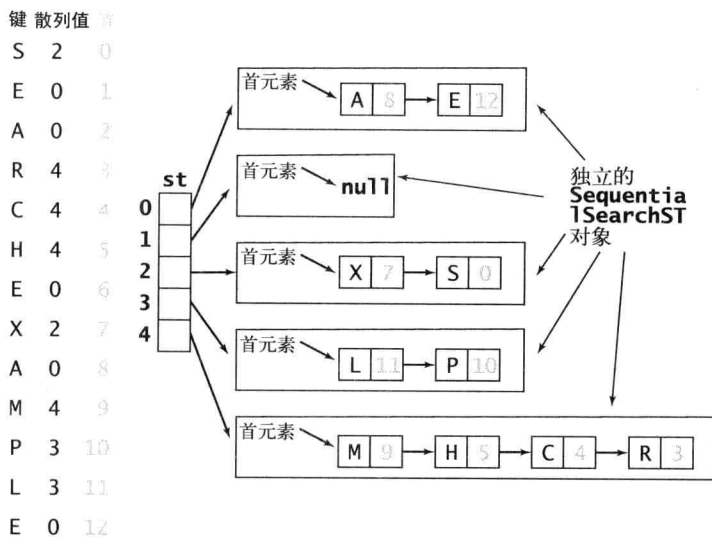 键 散列值
S 2 0
E 0 1
A 0 2
R 4 3
C 4 4
H 4 5
E 0 6
X 2 7
A 0 8
M 4 9
P 3 10
L 3 11
E 0 12
st
0
1
2
3
4
首元素
A 8 E 12
首元素
null
首元素
X 7 S 0
首元素
L 11 P 10
首元素
M 9 H 5 C 4 R 3
独立的
Sequentia
lSearchST
对象